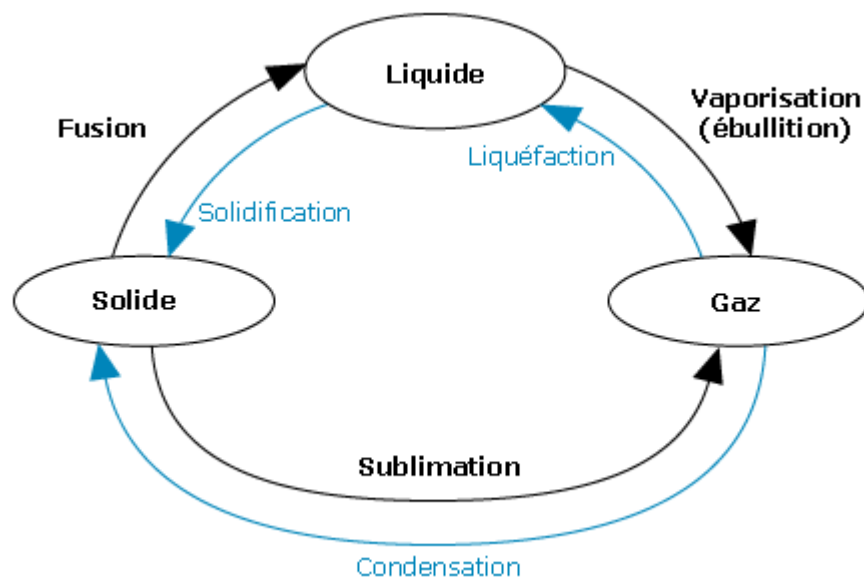 Liquide
Vaporisation
(ébullition)
Fusion
Liquéfaction
Solidification
Solide
Gaz
Sublimation
Condensation